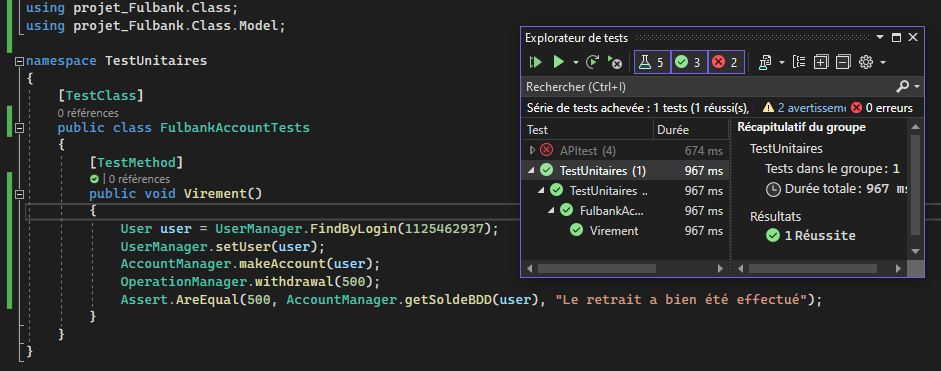 using projet_Fulbank.Class;
using projet_Fulbank.Class.Model;
namespace TestUnitaires
{
[TestClass]
0 références
public class FulbankAccountTests
{
[TestMethod]
| 0 références
public void Virement()
{
User user = UserManager.FindByLogin(1125462937);
UserManager.setUser(user);
AccountManager.makeAccount(user);
OperationManager.withdrawal(500);
Assert.AreEqual(500, AccountManager.getSoldeBDD(user), "Le retrait a bien été effectué");
}
}
}
Explorateur de tests
5 3 2
Rechercher (Ctrl+I)
Série de tests achevée : 1 tests (1 réussi(s), 2 avertisseme 0 erreurs
Test Durée
APItest (4) 674 ms
TestUnitaires (1) 967 ms
TestUnitaires .. 967 ms
FulbankAc... 967 ms
Virement 967 ms
Récapitulatif du groupe
TestUnitaires
Tests dans le groupe : 1
Durée totale : 967 ms
Résultats
1 Réussite